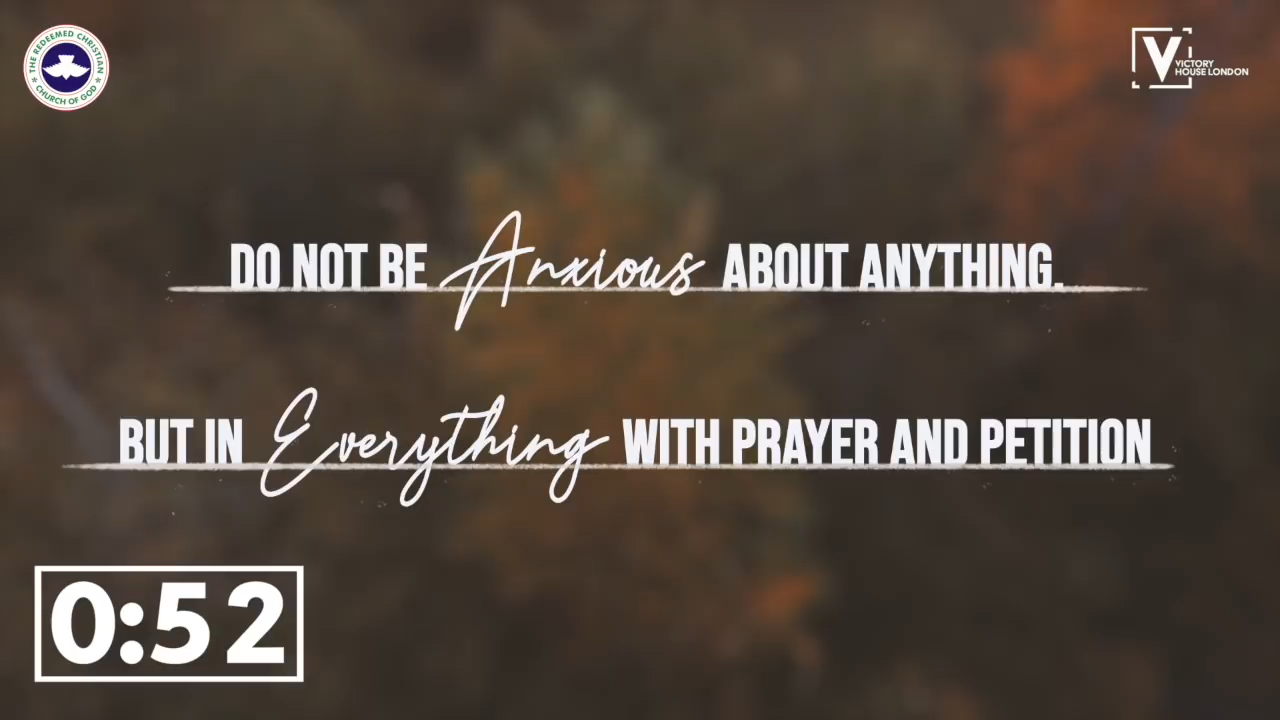 THE REDEEMED CHRISTIAN
CHURCH OF GOD
VICTORY
HOUSE LONDON
DO NOT BE Anxious ABOUT ANYTHING.
BUT IN Everything WITH PRAYER AND PETITION
0:52